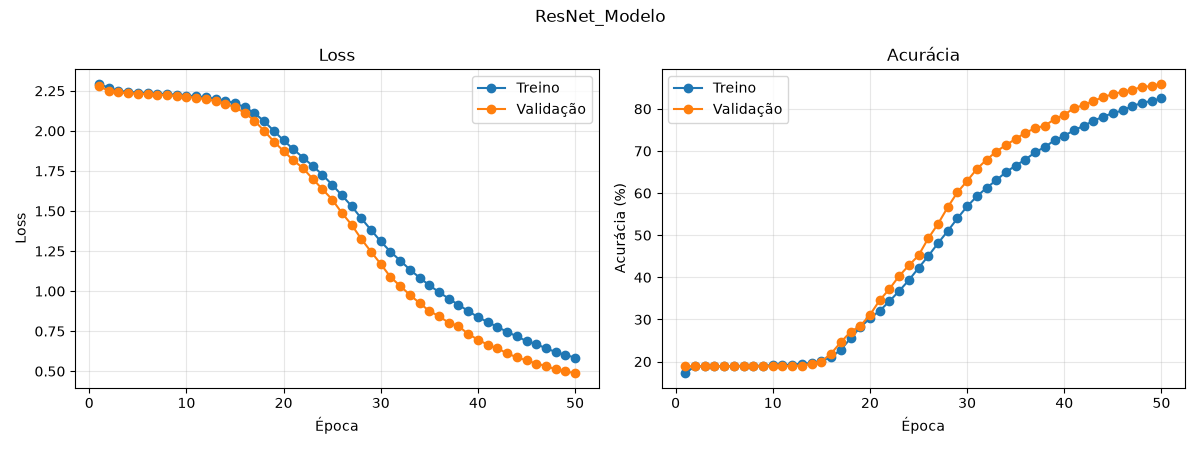 ResNet_Modelo
Loss
Treino
Validação
2.25
2.00
1.75
1.50
1.25
1.00
0.75
0.50
Loss
0 10 20 30 40 50
Época
Acurácia
Treino
Validação
80
70
60
50
40
30
20
Acurácia (%)
0 10 20 30 40 50
Época